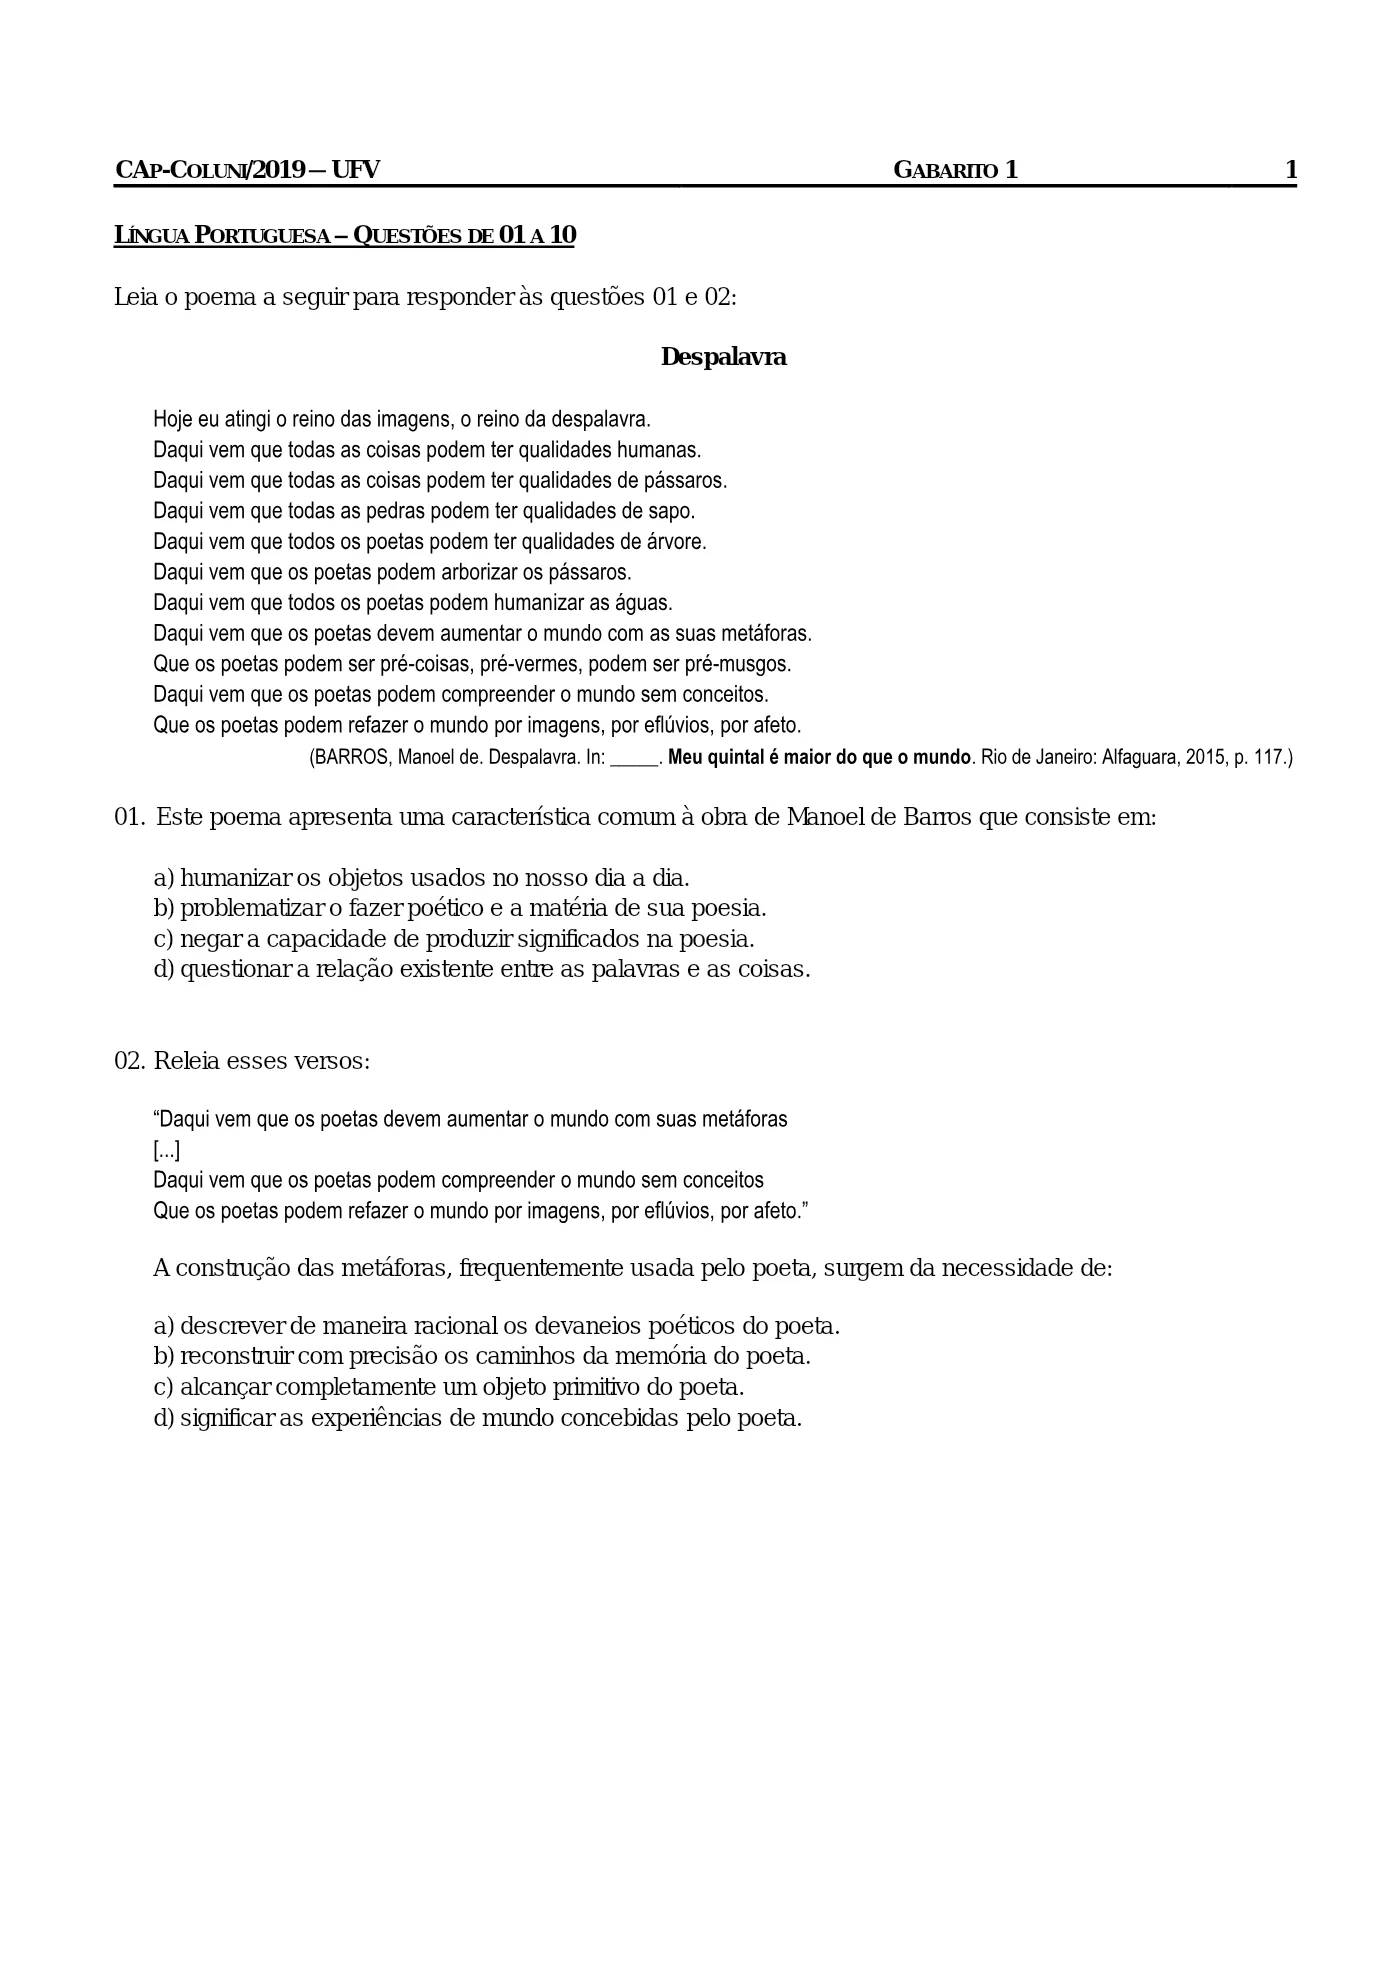 CAP-COLUNI/2019 – UFV GABARITO 1 1
LÍNGUA PORTUGUESA – QUESTÕES DE 01 A 10
Leia o poema a seguir para responder às questões 01 e 02:
Despalavra
Hoje eu atingi o reino das imagens, o reino da despalavra.
Daqui vem que todas as coisas podem ter qualidades humanas.
Daqui vem que todas as coisas podem ter qualidades de pássaros.
Daqui vem que todas as pedras podem ter qualidades de sapo.
Daqui vem que todos os poetas podem ter qualidades de árvore.
Daqui vem que os poetas podem arborizar os pássaros.
Daqui vem que todos os poetas podem humanizar as águas.
Daqui vem que os poetas devem aumentar o mundo com as suas metáforas.
Que os poetas podem ser pré-coisas, pré-vermes, podem ser pré-musgos.
Daqui vem que os poetas podem compreender o mundo sem conceitos.
Que os poetas podem refazer o mundo por imagens, por eflúvios, por afeto.
(BARROS, Manoel de. Despalavra. In: _____. Meu quintal é maior do que o mundo. Rio de Janeiro: Alfaguara, 2015, p. 117.)
01. Este poema apresenta uma característica comum à obra de Manoel de Barros que consiste em:
a) humanizar os objetos usados no nosso dia a dia.
b) problematizar o fazer poético e a matéria de sua poesia.
c) negar a capacidade de produzir significados na poesia.
d) questionar a relação existente entre as palavras e as coisas.
02. Releia esses versos:
“Daqui vem que os poetas devem aumentar o mundo com suas metáforas
[...]
Daqui vem que os poetas podem compreender o mundo sem conceitos
Que os poetas podem refazer o mundo por imagens, por eflúvios, por afeto.”
A construção das metáforas, frequentemente usada pelo poeta, surgem da necessidade de:
a) descrever de maneira racional os devaneios poéticos do poeta.
b) reconstruir com precisão os caminhos da memória do poeta.
c) alcançar completamente um objeto primitivo do poeta.
d) significar as experiências de mundo concebidas pelo poeta.